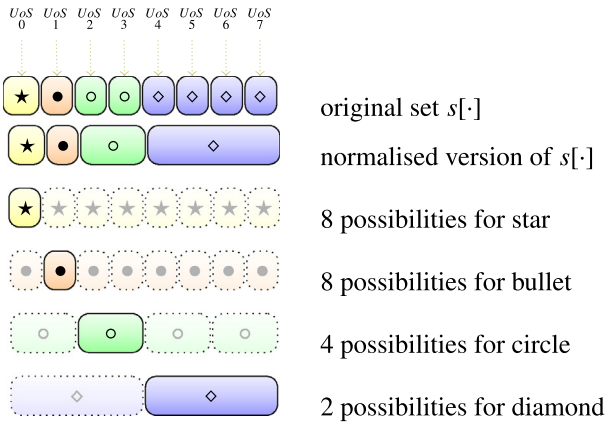 UoS UoS UoS UoS UoS UoS UoS UoS
0 1 2 3 4 5 6 7
original set s[·]
normalised version of s[·]
8 possibilities for star
8 possibilities for bullet
4 possibilities for circle
2 possibilities for diamond